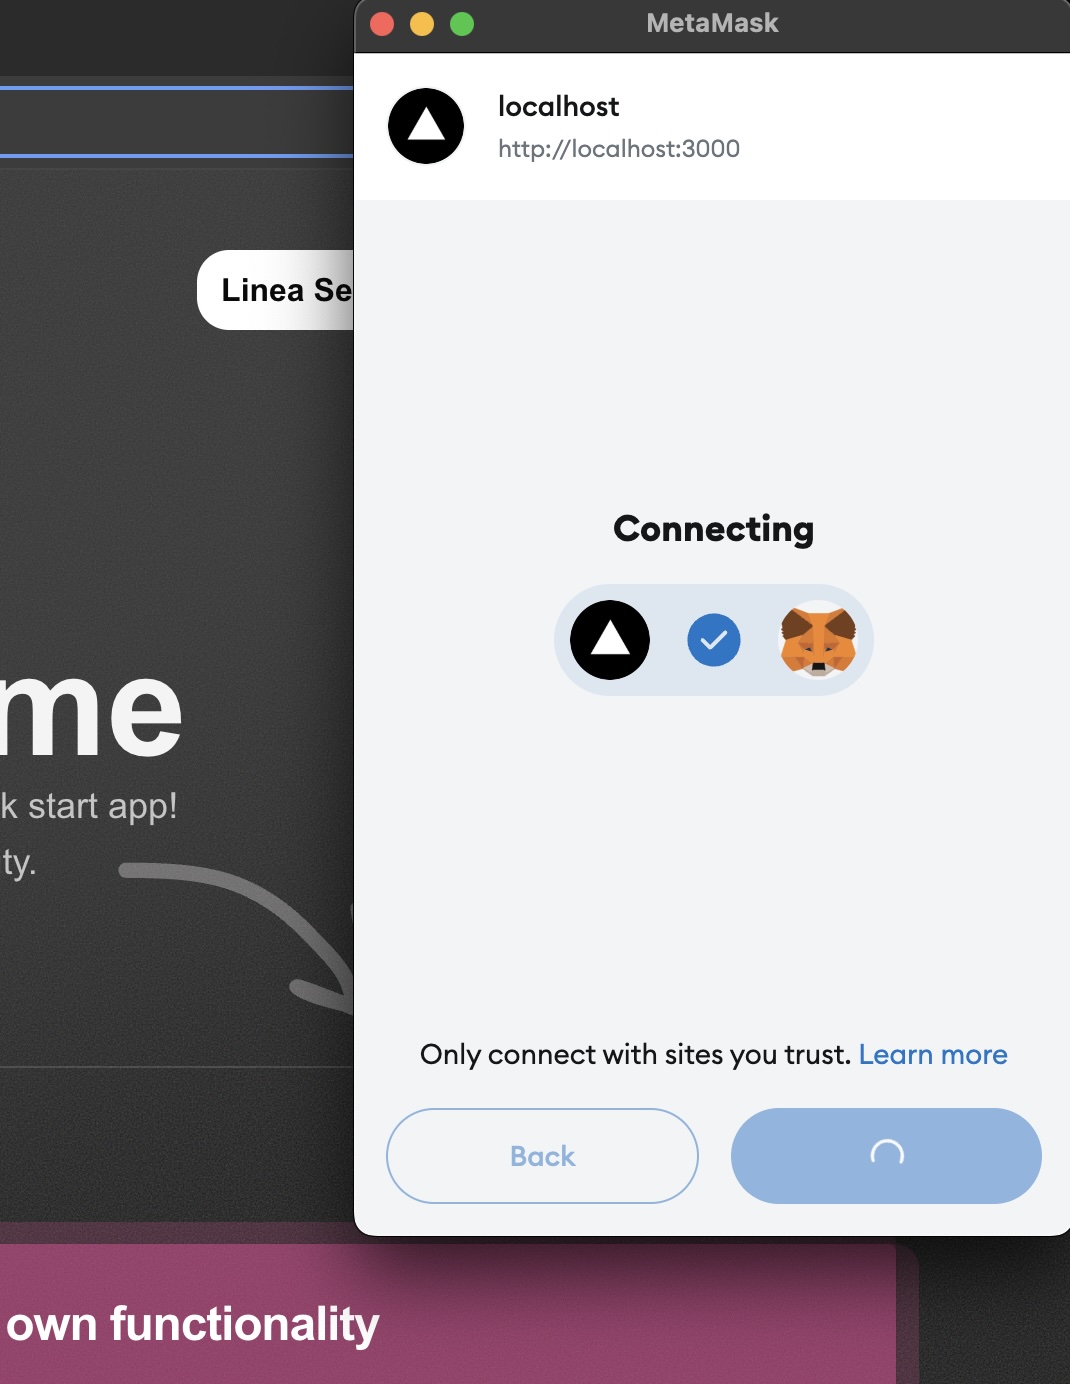 MetaMask
localhost
http://localhost:3000
Linea Se
Connecting
me
k start app!
ty.
Only connect with sites you trust. Learn more
Back
own functionality